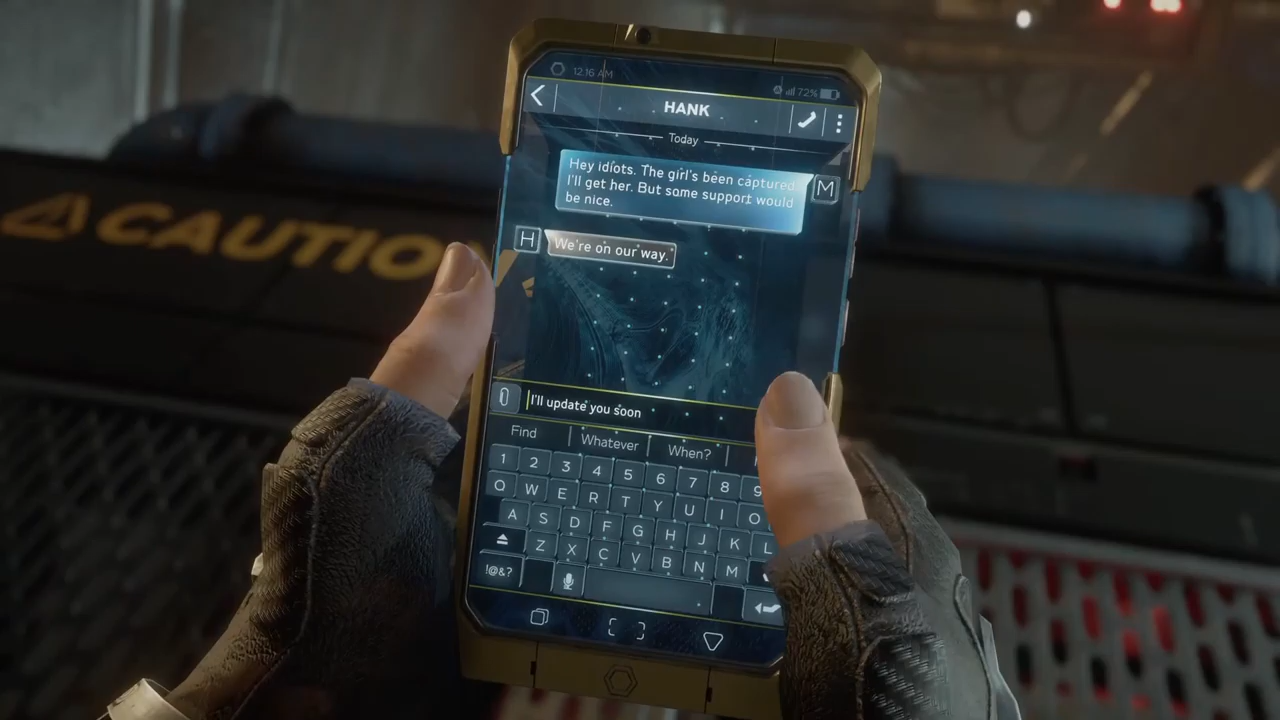 12:16 AM
72%
HANK
Today
Hey idiots. The girl's been captured.
I'll get her. But some support would
be nice.
M
H
We're on our way.
CAUTIO
I'll update you soon
Find Whatever When?
1 2 3 4 5 6 7 8 9
Q W E R T Y U I O
A S D F G H J K L
Z X C V B N M
!@&?